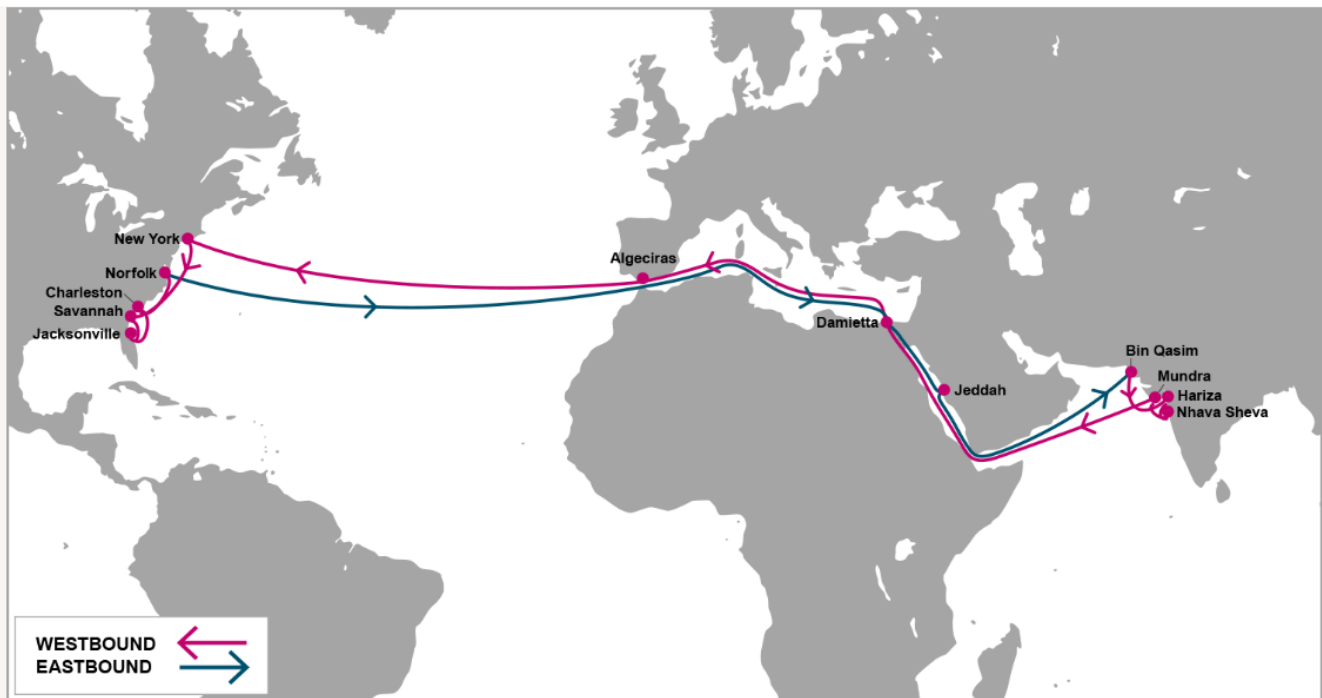 New York
Norfolk
Charleston
Savannah
Jacksonville
Algeciras
Damietta
Jeddah
Bin Qasim
Mundra
Hariza
Nhava Sheva
WESTBOUND
EASTBOUND